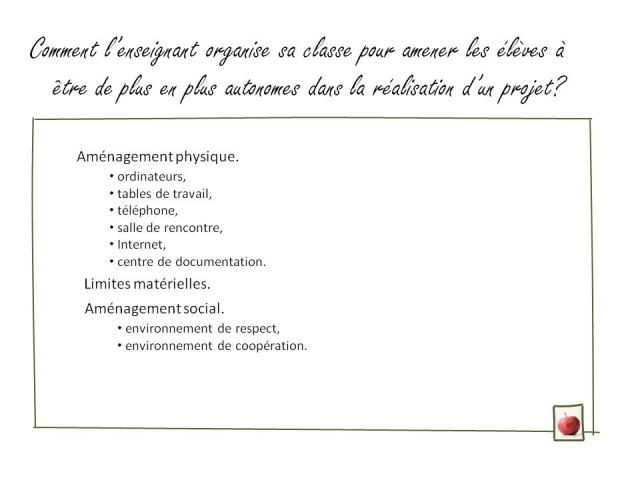 Comment l'enseignant organise sa classe pour amener les élèves à
être de plus en plus autonomes dans la réalisation d'un projet?
Aménagement physique.
• ordinateurs,
• tables de travail,
• téléphone,
• salle de rencontre,
• Internet,
• centre de documentation.
Limites matérielles.
Aménagement social.
• environnement de respect,
• environnement de coopération.